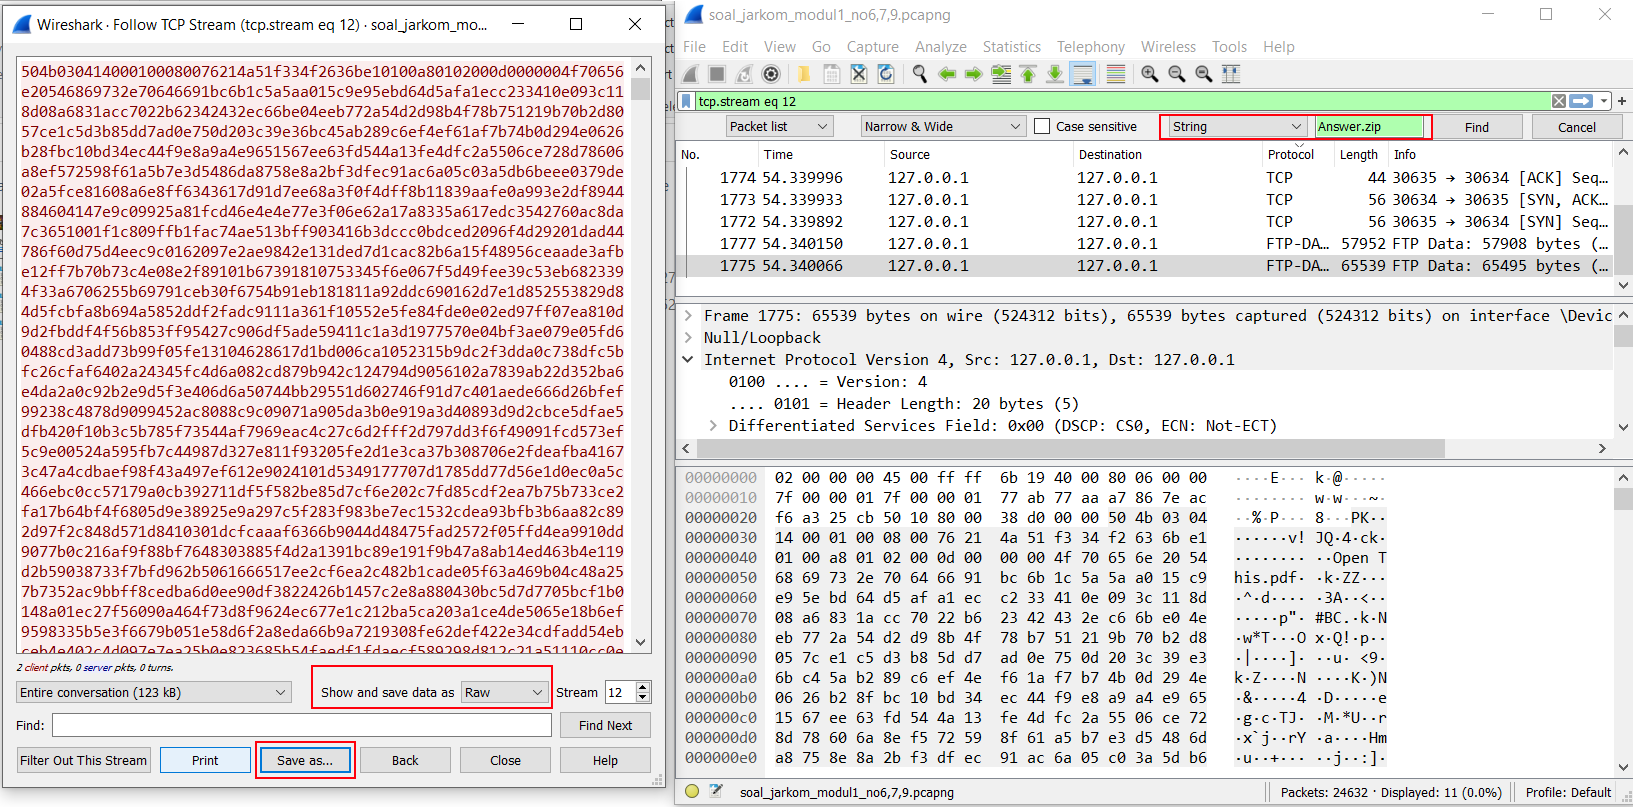 Wireshark · Follow TCP Stream (tcp.stream eq 12) · soal_jarkom_mo...
504b030414000100080076214a51f334f2636be10100a80102000d0000004f70656
e20546869732e70646691bc6b1c5a5aa015c9e95ebd64d5afa1ecc233410e093c11
8d08a6831acc7022b62342432ec66be04eeb772a54d2d98b4f78b751219b70b2d80
57ce1c5d3b85dd7ad0e750d203c39e36bc45ab289c6ef4ef61af7b74b0d294e0626
b28fbc10bd34ec44f9e8a9a4e9651567ee63fd544a13fe4dfc2a5506ce728d78606
a8ef572598f61a5b7e3d5486da8758e8a2bf3dfec91ac6a05c03a5db6beee0379de
02a5fce81608a6e8ff6343617d91d7ee68a3f0f4dff8b11839aafe0a993e2df8944
884604147e9c09925a81fcd46e4e4e77e3f06e62a17a8335a617edc3542760ac8da
7c3651001f1c809ffb1fac74ae513bff903416b3dccc0bdced2096f4d29201dad44
786f60d75d4eec9c0162097e2ae9842e131ded7d1cac82b6a15f48956ceaade3afb
e12ff7b70b73c4e08e2f89101b67391810753345f6e067f5d49fee39c53eb682339
4f33a6706255b69791ceb30f6754b91eb181811a92ddc690162d7e1d852553829d8
4d5fcbfa8b694a5852ddf2fadc9111a361f10552e5fe84fde0e02ed97ff07ea810d
9d2fbddf4f56b853ff95427c906df5ade59411c1a3d1977570e04bf3ae079e05fd6
0488cd3add73b99f05fe13104628617d1bd006ca1052315b9dc2f3dda0c738dfc5b
fc26cfaf6402a24345fc4d6a082cd879b942c124794d9056102a7839ab22d352ba6
e4da2a0c92b2e9d5f3e406d6a50744bb29551d602746f91d7c401aede666d26bfef
99238c4878d9099452ac8088c9c09071a905da3b0e919a3d40893d9d2cbce5dfae5
dfb420f10b3c5b785f73544af7969eac4c27c6d2fff2d797dd3f6f49091fcd573ef
5c9e00524a595fb7c44987d327e811f93205fe2d1e3ca37b308706e2fdeafba4167
3c47a4cdbaef98f43a497ef612e9024101d5349177707d1785dd77d56e1d0ec0a5c
466ebc0cc57179a0cb392711df5f582be85d7cf6e202c7fd85cdf2ea7b75b733ce2
fa17b64bf4f6805d9e38925e9a297c5f283f983be7ec1532cdea93bfb3b6aa82c89
2d97f2c848d571d8410301dcfcaaaf6366b9044d48475fad2572f05ffd4ea9910dd
9077b0c216af9f88bf7648303885f4d2a1391bc89e191f9b47a8ab14ed463b4e119
d2b59038733f7bfd962b5061666517ee2cf6ea2c482b1cade05f63a469b04c48a25
7b7352ac9bbff8cedba6d0ee90df3822426b1457c2e8a880430bc5d7d7705bcf1b0
148a01ec27f56090a464f73d8f9624ec677e1c212ba5ca203a1ce4de5065e18b6ef
9598335b5e3f6679b051e58d6f2a8eda66b9a7219308fe62def422e34cdfadd54eb
2 client pkts, 0 server pkts, 0 turns.
Entire conversation (123 kB)
Show and save data as Raw
Stream 12
Find:
Find Next
Filter Out This Stream
Print
Save as...
Back
Close
Help
soal_jarkom_modul1_no6,7,9.pcapng
File Edit View Go Capture Analyze Statistics Telephony Wireless Tools Help
tcp.stream eq 12
Packet list Narrow & Wide Case sensitive String Answer.zip Find Cancel
No. Time Source Destination Protocol Length Info
1774 54.339996 127.0.0.1 127.0.0.1 TCP 44 30635 → 30634 [ACK] Seq...
1773 54.339933 127.0.0.1 127.0.0.1 TCP 56 30634 → 30635 [SYN, ACK...
1772 54.339892 127.0.0.1 127.0.0.1 TCP 56 30635 → 30634 [SYN] Seq...
1777 54.340150 127.0.0.1 127.0.0.1 FTP-DA... 57952 FTP Data: 57908 bytes (...
1775 54.340066 127.0.0.1 127.0.0.1 FTP-DA... 65539 FTP Data: 65495 bytes (...
Frame 1775: 65539 bytes on wire (524312 bits), 65539 bytes captured (524312 bits) on interface \Devic
Null/Loopback
Internet Protocol Version 4, Src: 127.0.0.1, Dst: 127.0.0.1
0100 .... = Version: 4
.... 0101 = Header Length: 20 bytes (5)
Differentiated Services Field: 0x00 (DSCP: CS0, ECN: Not-ECT)
00000000 02 00 00 00 45 00 ff ff 6b 19 40 00 80 06 00 00 ····E··· k·@·····
00000010 7f 00 00 01 7f 00 00 01 77 ab 77 aa a7 86 7e ac ········ w·w···~·
00000020 f6 a3 25 cb 50 10 80 00 38 d0 00 00 50 4b 03 04 ··%·P··· 8···PK··
00000030 14 00 01 00 08 00 76 21 4a 51 f3 34 f2 63 6b e1 ······v! JQ·4·ck·
00000040 01 00 a8 01 02 00 0d 00 00 00 4f 70 65 6e 20 54 ········ ··Open T
00000050 68 69 73 2e 70 64 66 91 bc 6b 1c 5a 5a a0 15 c9 his.pdf· ·k·ZZ···
00000060 e9 5e bd 64 d5 af a1 ec c2 33 41 0e 09 3c 11 8d ·^·d···· ·3A··<··
00000070 08 a6 83 1a cc 70 22 b6 23 42 43 2e c6 6b e0 4e ·····p"· #BC.·k·N
00000080 eb 77 2a 54 d2 d9 8b 4f 78 b7 51 21 9b 70 b2 d8 ·w*T···O x·Q!·p··
00000090 05 7c e1 c5 d3 b8 5d d7 ad 0e 75 0d 20 3c 39 e3 ·|····]· ··u· <9·
000000a0 6b c4 5a b2 89 c6 ef 4e f6 1a f7 b7 4b 0d 29 4e k·Z····N ····K·)N
000000b0 06 26 b2 8f bc 10 bd 34 ec 44 f9 e8 a9 a4 e9 65 ·&·····4 ·D·····e
000000c0 15 67 ee 63 fd 54 4a 13 fe 4d fc 2a 55 06 ce 72 ·g·c·TJ· ·M·*U··r
000000d0 8d 78 60 6a 8e f5 72 59 8f 61 a5 b7 e3 d5 48 6d ·x`j··rY ·a····Hm
000000e0 a8 75 8e 8a 2b f3 df ec 91 ac 6a 05 c0 3a 5d b6 ·u··+··· ··j··:]·
soal_jarkom_modul1_no6,7,9.pcapng
Packets: 24632 · Displayed: 11 (0.0%)
Profile: Default